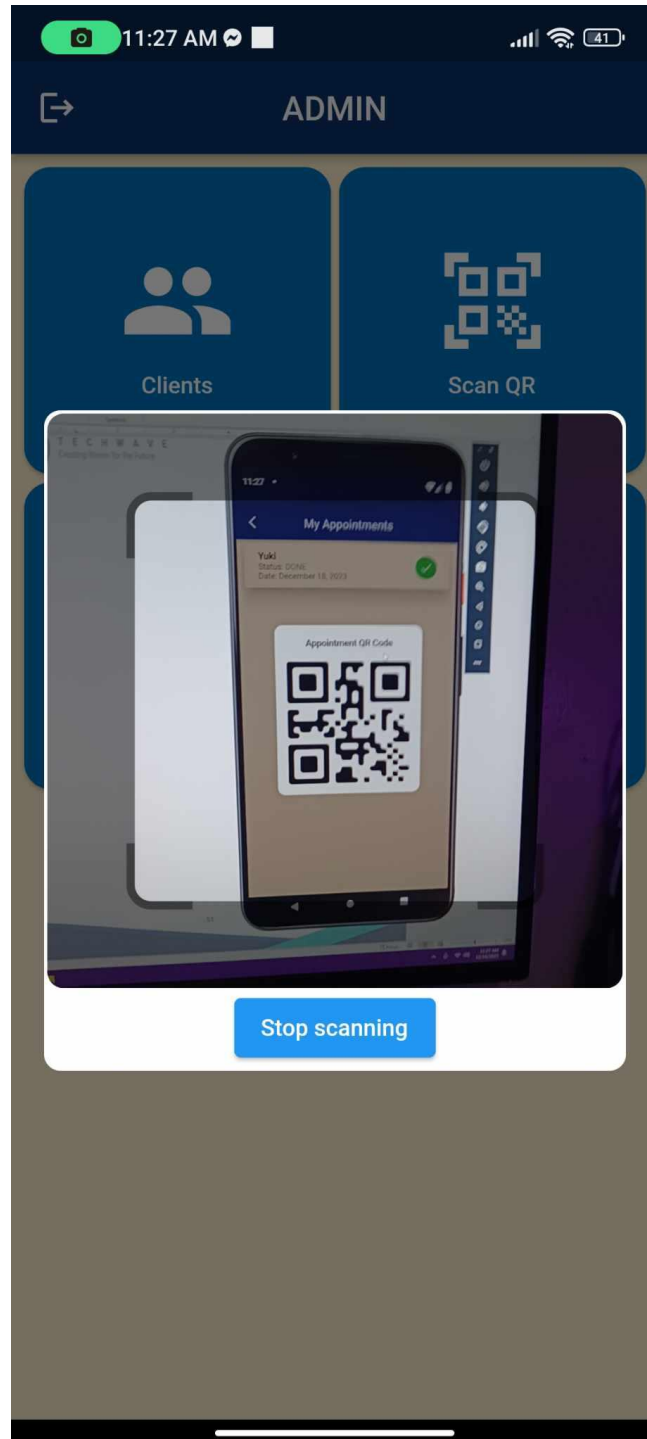 11:27 AM
41
ADMIN
Clients
Scan QR
TECHWAVE
11:27
My Appointments
Yuki
Status: DONE
Date: December 18, 2023
Appointment QR Code
Stop scanning